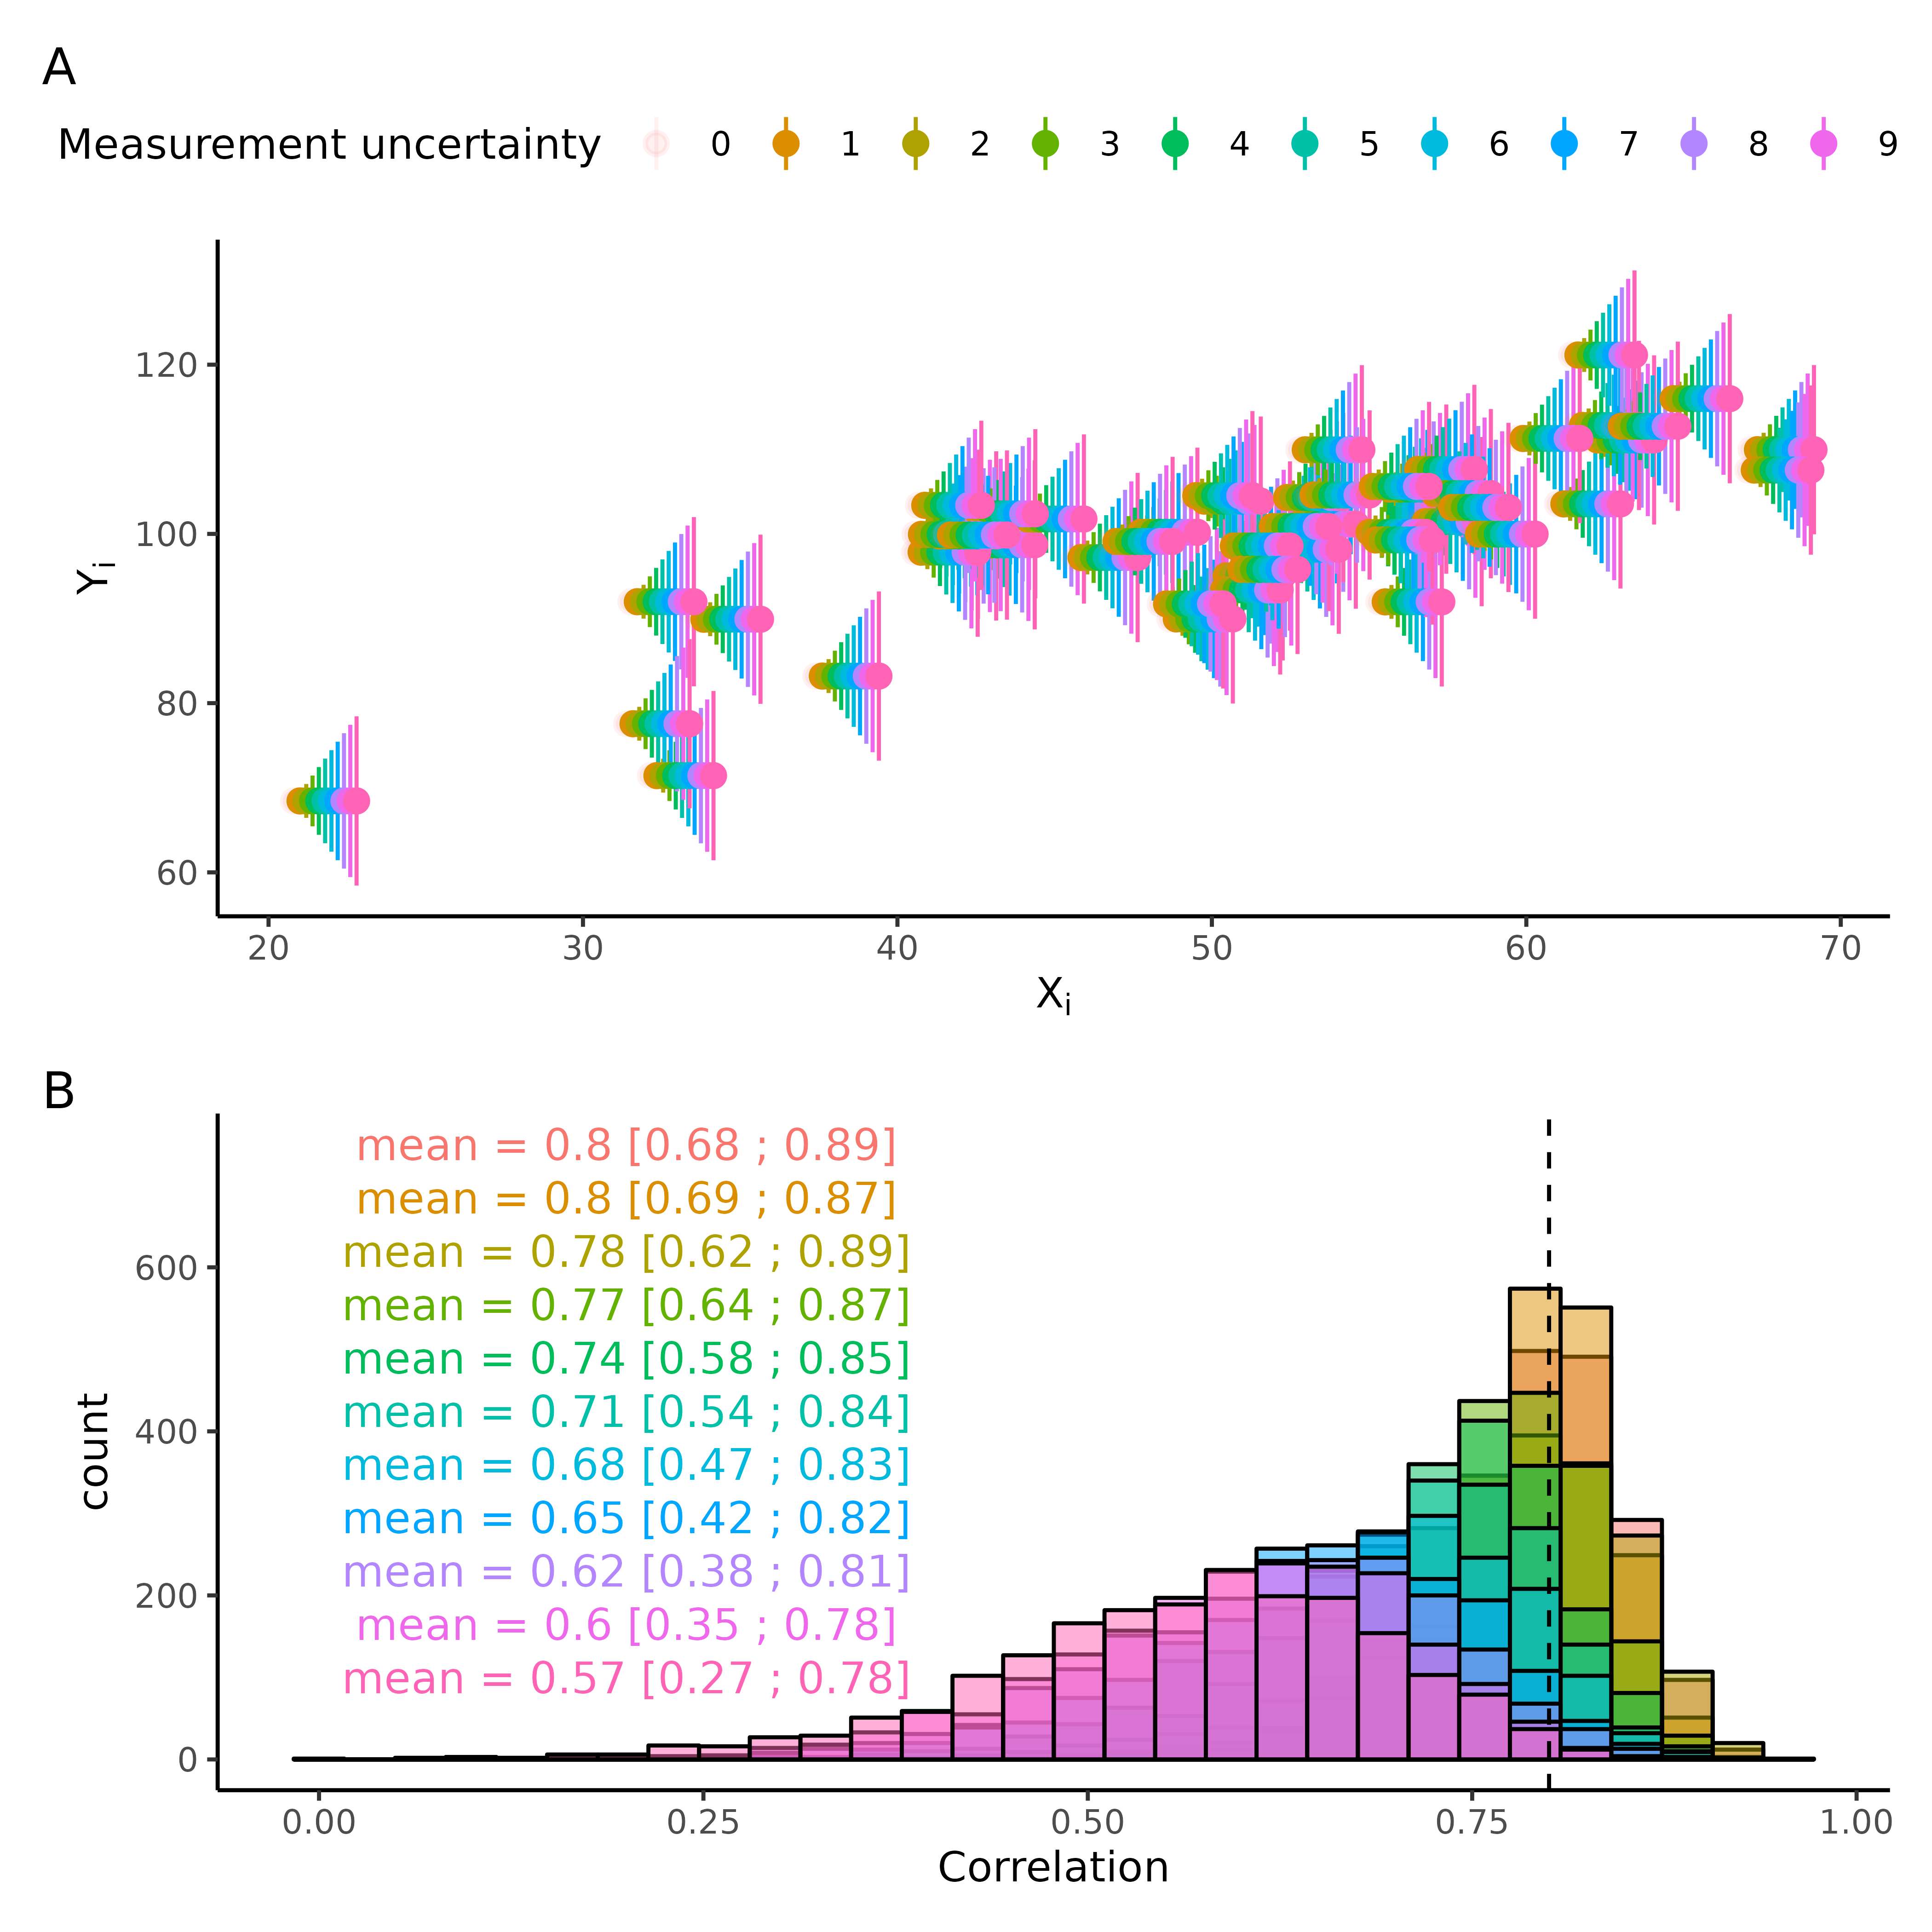 A
Measurement uncertainty 0 1 2 3 4 5 6 7 8 9
120
100
80
60
Yi
20 30 40 50 60 70
Xi
B
mean = 0.8 [0.68 ; 0.89]
mean = 0.8 [0.69 ; 0.87]
mean = 0.78 [0.62 ; 0.89]
mean = 0.77 [0.64 ; 0.87]
mean = 0.74 [0.58 ; 0.85]
mean = 0.71 [0.54 ; 0.84]
mean = 0.68 [0.47 ; 0.83]
mean = 0.65 [0.42 ; 0.82]
mean = 0.62 [0.38 ; 0.81]
mean = 0.6 [0.35 ; 0.78]
mean = 0.57 [0.27 ; 0.78]
600
400
200
0
count
0.00 0.25 0.50 0.75 1.00
Correlation